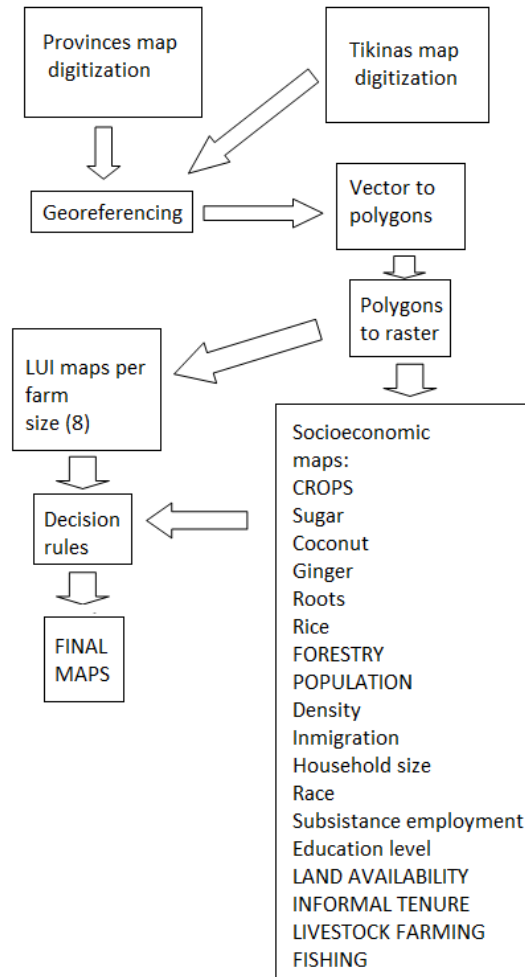 Provinces map
digitization
Tikinas map
digitization
Georeferencing
Vector to
polygons
Polygons
to raster
LUI maps per
farm
size (8)
Socioeconomic
maps:
CROPS
Sugar
Coconut
Ginger
Roots
Rice
FORESTRY
POPULATION
Density
Inmigration
Household size
Race
Subsistance employment
Education level
LAND AVAILABILITY
INFORMAL TENURE
LIVESTOCK FARMING
FISHING
Decision
rules
FINAL
MAPS